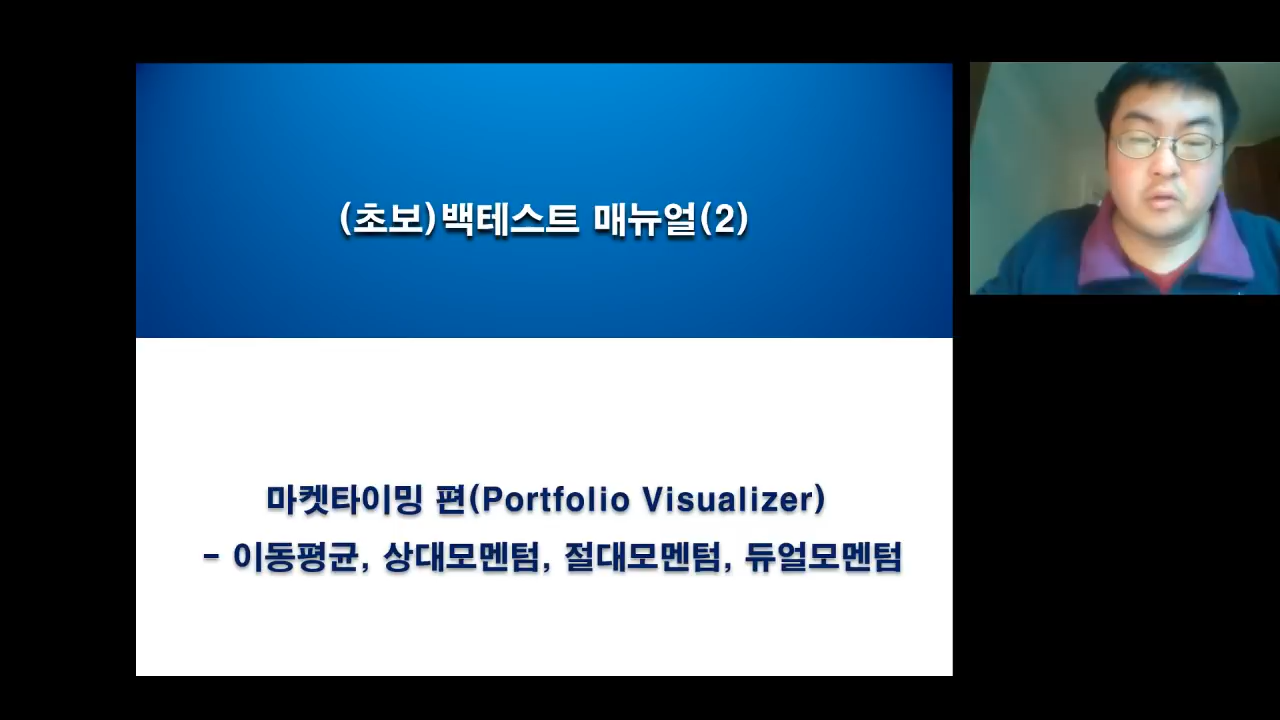 (초보)백테스트 매뉴얼(2)
마켓타이밍 편(Portfolio Visualizer)
- 이동평균, 상대모멘텀, 절대모멘텀, 듀얼모멘텀